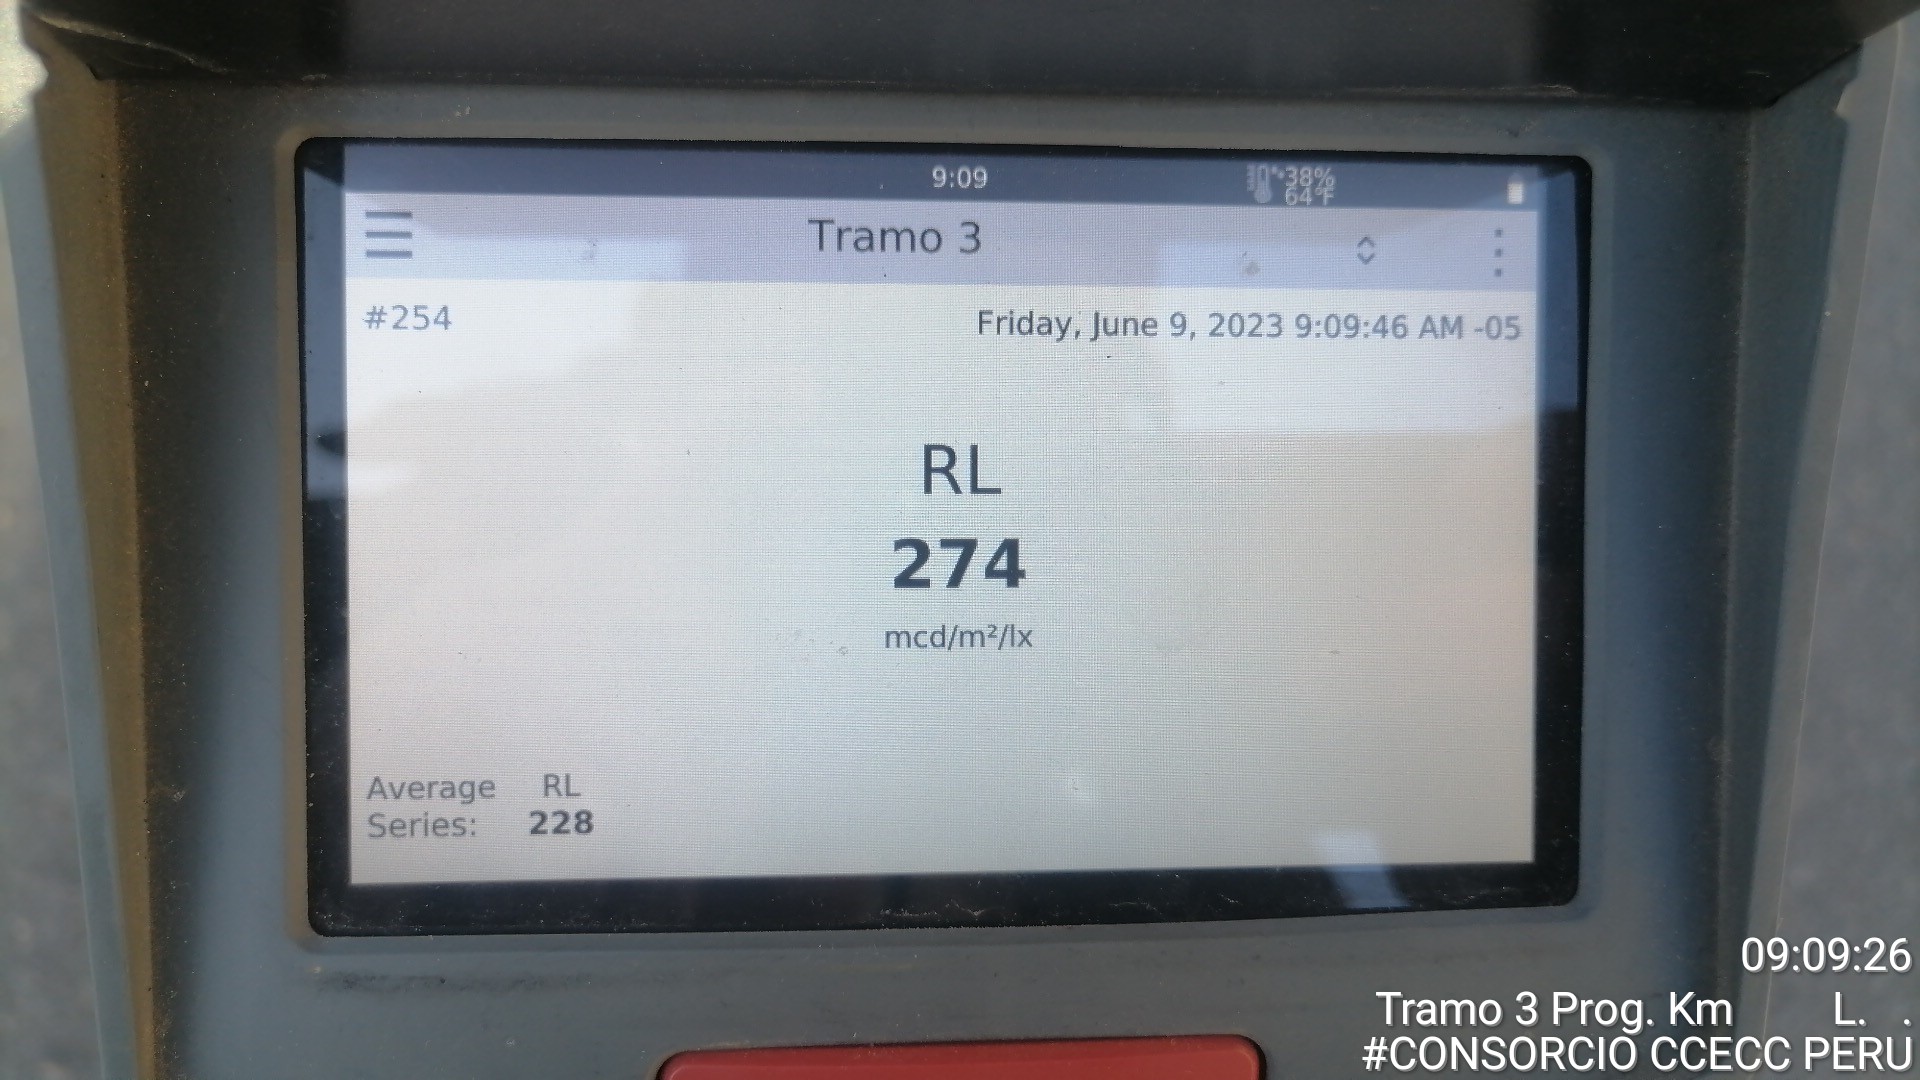 9:09
38%
64°F
Tramo 3
#254
Friday, June 9, 2023 9:09:46 AM -05
RL
274
mcd/m²/lx
Average RL
Series: 228
09:09:26
Tramo 3 Prog. Km L. .
#CONSORCIO CCECC PERU